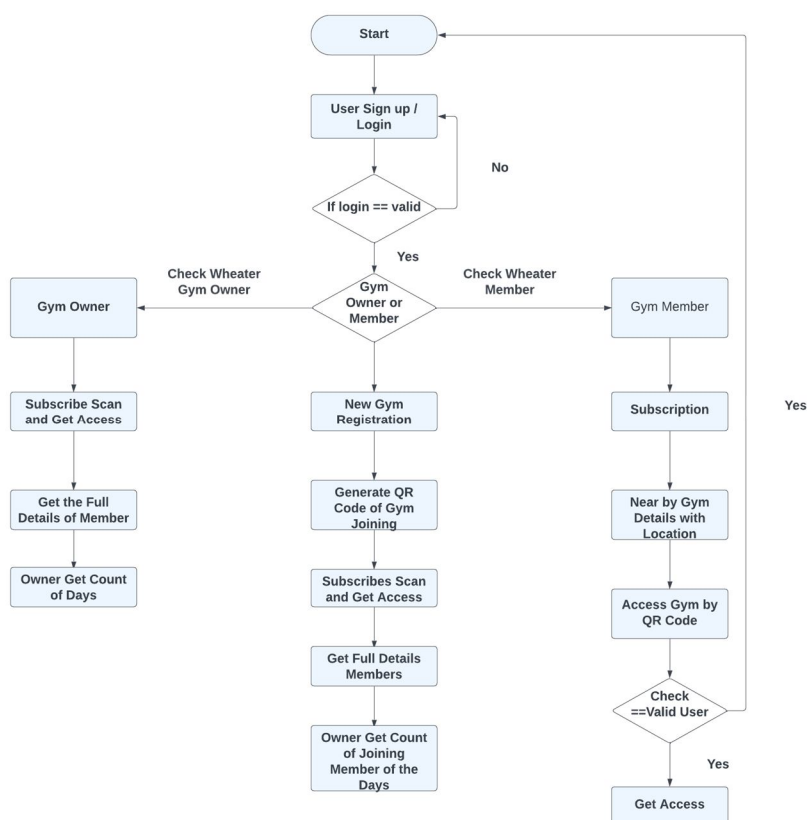 Start
User Sign up /
Login
No
If login == valid
Yes
Check Wheater
Gym Owner
Gym
Owner or
Member
Check Wheater
Member
Gym Owner
Gym Member
Subscribe Scan
and Get Access
New Gym
Registration
Subscription
Yes
Get the Full
Details of Member
Generate QR
Code of Gym
Joining
Near by Gym
Details with
Location
Owner Get Count
of Days
Subscribes Scan
and Get Access
Access Gym by
QR Code
Get Full Details
Members
Check
==Valid User
Owner Get Count
of Joining
Member of the
Days
Yes
Get Access